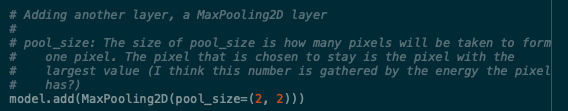 # Adding another layer, a MaxPooling2D layer
#
# pool_size: The size of pool_size is how many pixels will be taken to form
#    one pixel. The pixel that is chosen to stay is the pixel with the
#    largest value (I think this number is gathered by the energy the pixel
#    has?)
model.add(MaxPooling2D(pool_size=(2, 2)))